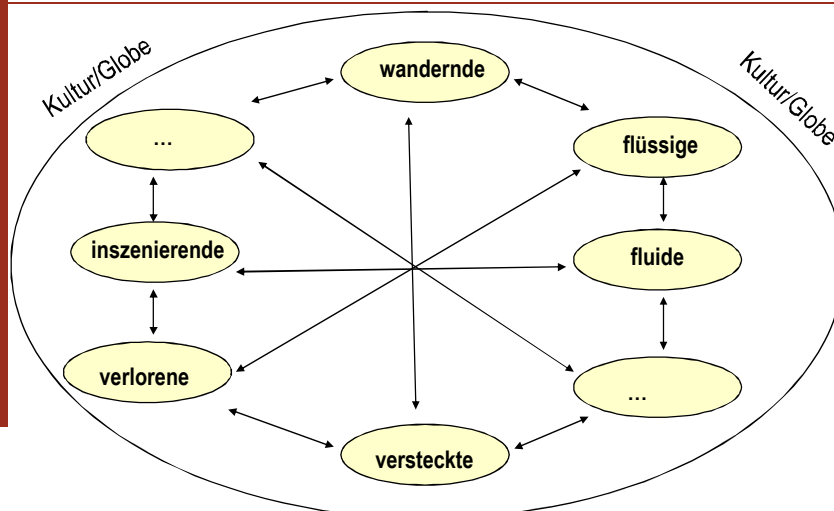 Kultur/Globe
wandernde
Kultur/Globe
…
flüssige
inszenierende
fluide
verlorene
…
versteckte